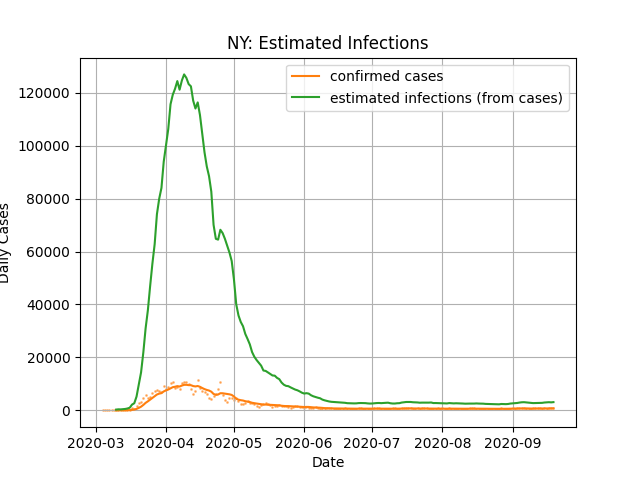 NY: Estimated Infections
confirmed cases
estimated infections (from cases)
120000
100000
80000
60000
40000
20000
0
Daily Cases
2020-03
2020-04
2020-05
2020-06
2020-07
2020-08
2020-09
Date